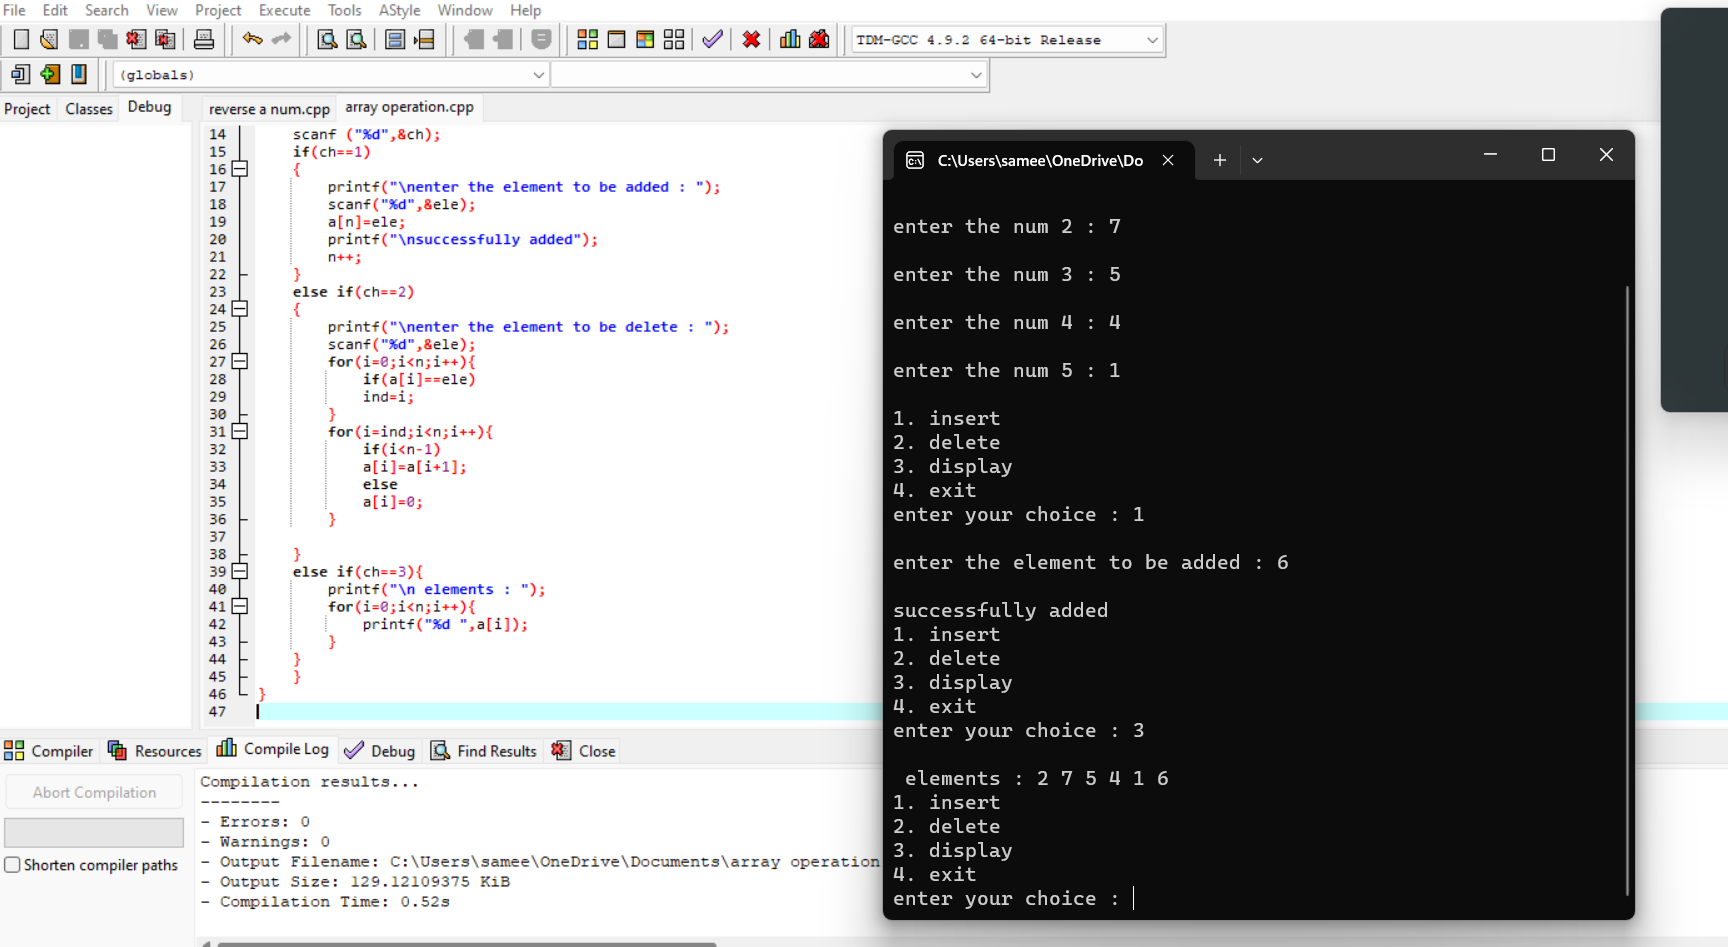 File Edit Search View Project Execute Tools AStyle Window Help
TDM-GCC 4.9.2 64-bit Release
(globals)
Project Classes Debug
reverse a num.cpp array operation.cpp
14 scanf ("%d",&ch);
15 if(ch==1)
16 {
17 printf("\nenter the element to be added : ");
18 scanf("%d",&ele);
19 a[n]=ele;
20 printf("\nsuccessfully added");
21 n++;
22 }
23 else if(ch==2)
24 {
25 printf("\nenter the element to be delete : ");
26 scanf("%d",&ele);
27 for(i=0;i<n;i++){
28 if(a[i]==ele)
29 ind=i;
30 }
31 for(i=ind;i<n;i++){
32 if(i<n-1)
33 a[i]=a[i+1];
34 else
35 a[i]=0;
36 }
37
38 }
39 else if(ch==3){
40 printf("\n elements : ");
41 for(i=0;i<n;i++){
42 printf("%d ",a[i]);
43 }
44 }
45 }
46 }
47
C:\Users\samee\OneDrive\Do
enter the num 2 : 7
enter the num 3 : 5
enter the num 4 : 4
enter the num 5 : 1
1. insert
2. delete
3. display
4. exit
enter your choice : 1
enter the element to be added : 6
successfully added
1. insert
2. delete
3. display
4. exit
enter your choice : 3
elements : 2 7 5 4 1 6
1. insert
2. delete
3. display
4. exit
enter your choice :
Compiler Resources Compile Log Debug Find Results Close
Abort Compilation
Shorten compiler paths
Compilation results...
--------
- Errors: 0
- Warnings: 0
- Output Filename: C:\Users\samee\OneDrive\Documents\array operation
- Output Size: 129.12109375 KiB
- Compilation Time: 0.52s